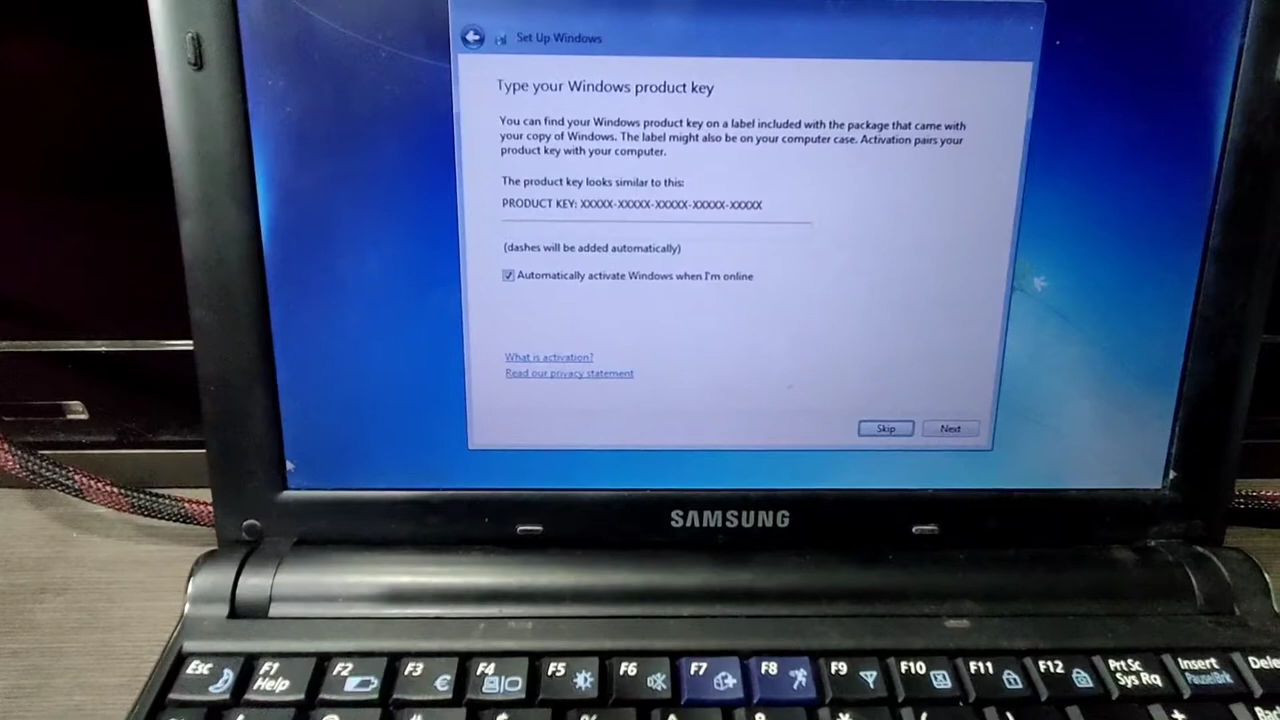 Set Up Windows
Type your Windows product key
You can find your Windows product key on a label included with the package that came with
your copy of Windows. The label might also be on your computer case. Activation pairs your
product key with your computer.
The product key looks similar to this:
PRODUCT KEY: XXXXX-XXXXX-XXXXX-XXXXX-XXXXX
(dashes will be added automatically)
Automatically activate Windows when I'm online
What is activation?
Read our privacy statement
Skip Next
SAMSUNG
Esc F1 F2 F3 F4 F5 F6 F7 F8 F9 F10 F11 F12 Prt Sc Insert
Help € Sys Rq Pause/Brk